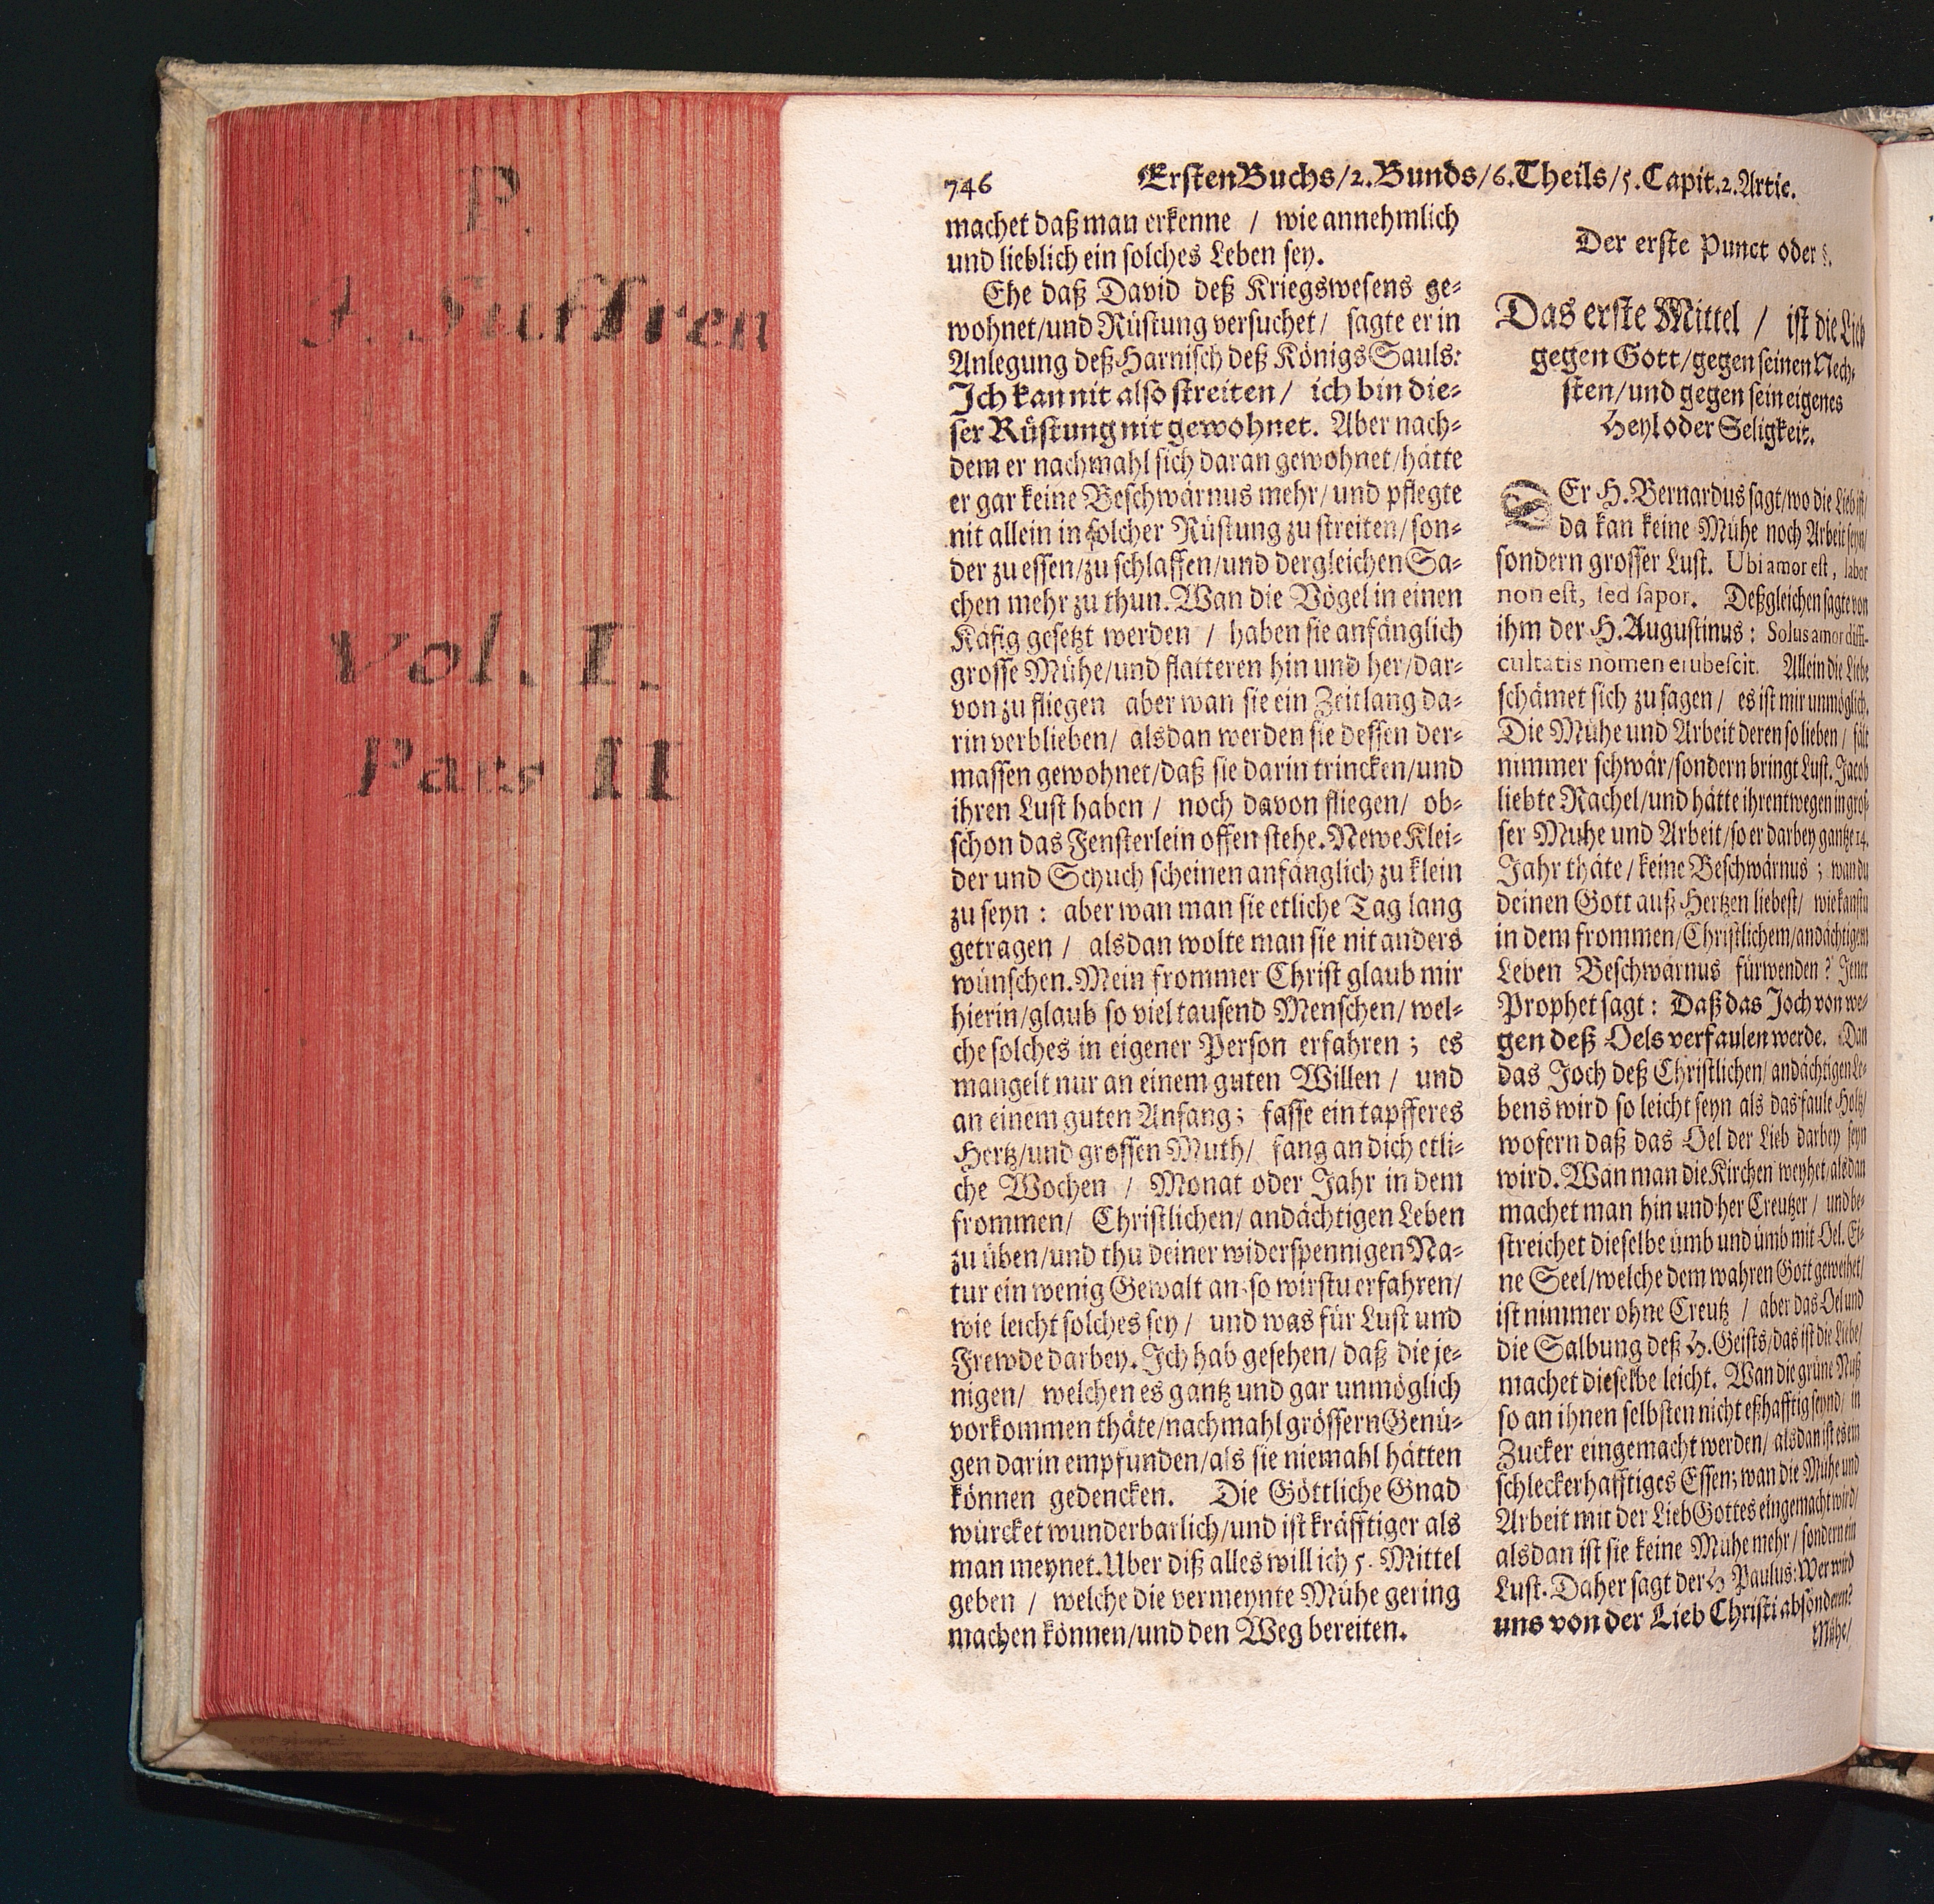 P.
J. Suffren
Vol. I.
Pars II
746
Ersten Buchs/2. Bunds/6. Theils/5. Capit. 2. Artic.
machet daß man erkenne / wie annehmlich
und lieblich ein solches Leben sey.
Ehe daß David deß Kriegswesens ge-
wohnet/und Rüstung versuchet/ sagte er in
Anlegung deß Harnisch deß Königs Sauls:
Ich kan nit also streiten/ ich bin die-
ser Rüstung nit gewohnet. Aber nach-
dem er nachmahl sich daran gewohnet/hätte
er gar keine Beschwärnus mehr/und pflegte
nit allein in solcher Rüstung zu streiten/son-
der zu essen/zu schlaffen/und dergleichen Sa-
chen mehr zu thun. Wan die Vögel in einen
Käfig gesetzt werden / haben sie anfänglich
grosse Mühe/und flatteren hin und her/dar-
von zu fliegen aber wan sie ein Zeitlang da-
rin verblieben/ alsdan werden sie dessen der-
massen gewohnet/daß sie darin trincken/und
ihren Lust haben / noch davon fliegen/ ob-
schon das Fensterlein offen stehe. Newe Klei-
der und Schuch scheinen anfänglich zu klein
zu seyn : aber wan man sie etliche Tag lang
getragen / alsdan wolte man sie nit anders
wünschen. Mein frommer Christ glaub mir
hierin/glaub so viel tausend Menschen/ wel-
che solches in eigener Person erfahren ; es
mangelt nur an einem guten Willen / und
an einem guten Anfang ; fasse ein tapfferes
Hertz/und grossen Muth/ fang an dich etli-
che Wochen / Monat oder Jahr in dem
frommen/ Christlichen/ andächtigen Leben
zu üben/und thu deiner widerspennigen Na-
tur ein wenig Gewalt an: so wirstu erfahren/
wie leicht solches sey / und was für Lust und
Frewde darbey. Ich hab gesehen/ daß die je-
nigen/ welchen es gantz und gar unmöglich
vorkommen thäte/nachmahl grössern Genü-
gen darin empfunden/als sie niemahl hätten
können gedencken. Die Göttliche Gnad
würcket wunderbarlich/und ist kräfftiger als
man meynet. Uber diß alles will ich 5. Mittel
geben / welche die vermeynte Mühe gering
machen können/und den Weg bereiten.
Der erste Punct oder §.
Das erste Mittel / ist die Lieb
gegen Gott/gegen seinen Nech-
sten/und gegen sein eigenes
Heyl oder Seligkeit.
DEr H. Bernardus sagt/wo die Lieb ist/
da kan keine Mühe noch Arbeit seyn/
sondern grosser Lust. Ubi amor est, labor
non est, sed sapor. Deßgleichen sagte von
ihm der H. Augustinus : Solus amor diffi-
cultatis nomen erubescit. Allein die Liebe
schämet sich zu sagen / es ist mir unmöglich.
Die Mühe und Arbeit deren so lieben / fält
nimmer schwär/sondern bringt Lust. Jacob
liebte Rachel/und hätte ihrentwegen in gros-
ser Muhe und Arbeit/so er darbey gantze 14.
Jahr thäte / keine Beschwärnus ; wan du
deinen Gott auß Hertzen liebest/ wie kanstu
in dem frommen/Christlichem/andächtigem
Leben Beschwärnus fürwenden ? Jener
Prophet sagt : Daß das Joch von we-
gen deß Oels verfaulen werde. Dan
das Joch deß Christlichen/ andächtigen Le-
bens wird so leicht seyn als das faule Holtz/
wofern daß das Oel der Lieb darbey seyn
wird. Wan man die Kirchen weyhet/alsdan
machet man hin und her Creutzer / und be-
streichet dieselbe umb und umb mit Oel. Ei-
ne Seel/welche dem wahren Gott geweihet/
ist nimmer ohne Creutz / aber das Oel und
die Salbung deß H. Geists/das ist die Liebe/
machet dieselbe leicht. Wan die grüne Nuß
so an ihnen selbsten nicht eßhafftig seynd/ in
Zucker eingemacht werden/ alsdan ist es ein
schleckerhafftiges Essen; wan die Mühe und
Arbeit mit der Lieb Gottes eingemacht wird/
alsdan ist sie keine Mühe mehr / sondern ein
Lust. Daher sagt der H Paulus: Wer wird
uns von der Lieb Christi absönderen?
Mühe/